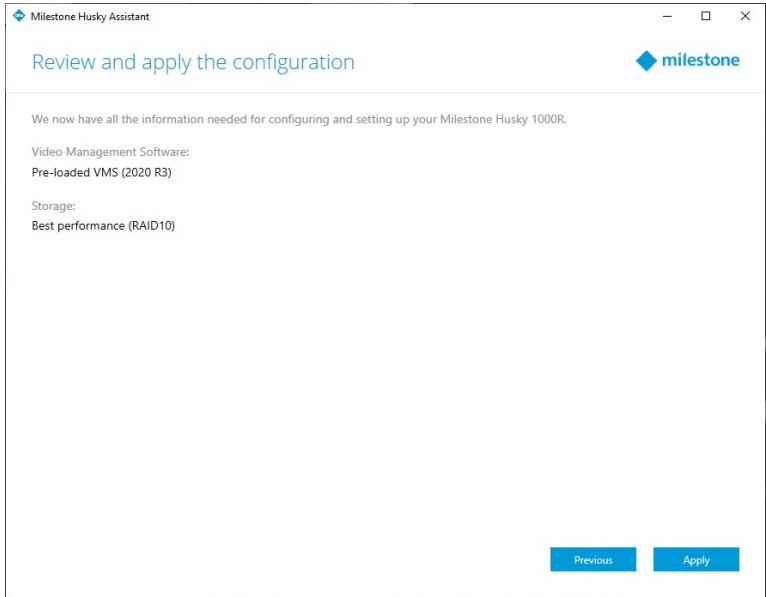 Milestone Husky Assistant
Review and apply the configuration
milestone
We now have all the information needed for configuring and setting up your Milestone Husky 1000R.
Video Management Software:
Pre-loaded VMS (2020 R3)
Storage:
Best performance (RAID10)
Previous
Apply